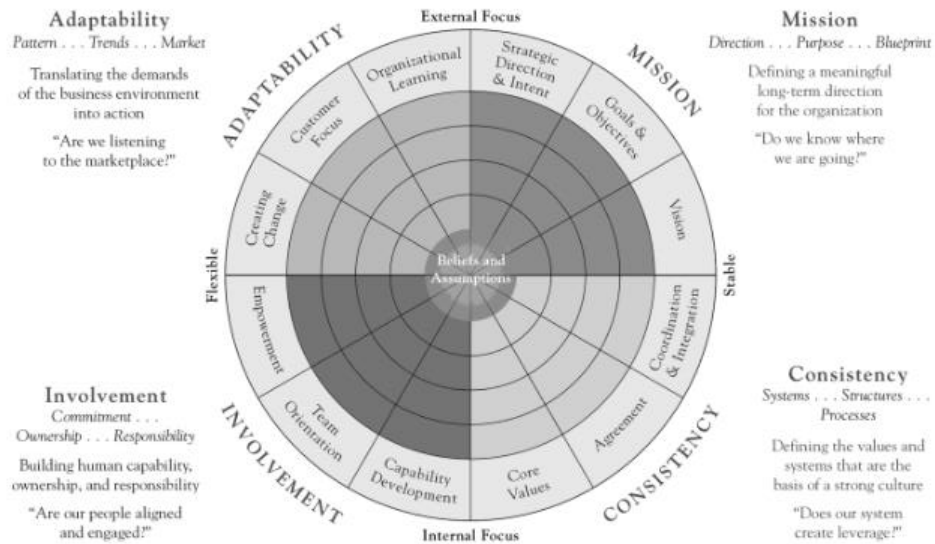 Adaptability
Pattern . . . Trends . . . Market
Translating the demands
of the business environment
into action
“Are we listening
to the marketplace?”
External Focus
Mission
Direction . . . Purpose . . . Blueprint
Defining a meaningful
long-term direction
for the organization
“Do we know where
we are going?”
ADAPTABILITY
MISSION
Organizational
Learning
Strategic
Direction
& Intent
Customer
Focus
Goals &
Objectives
Creating
Change
Vision
Flexible
Beliefs and
Assumptions
Stable
Empowerment
Coordination
& Integration
Team
Orientation
Agreement
Capability
Development
Core
Values
INVOLVEMENT
CONSISTENCY
Internal Focus
Involvement
Commitment . . .
Ownership . . . Responsibility
Building human capability,
ownership, and responsibility
“Are our people aligned
and engaged?”
Consistency
Systems . . . Structures . . .
Processes
Defining the values and
systems that are the
basis of a strong culture
“Does our system
create leverage?”